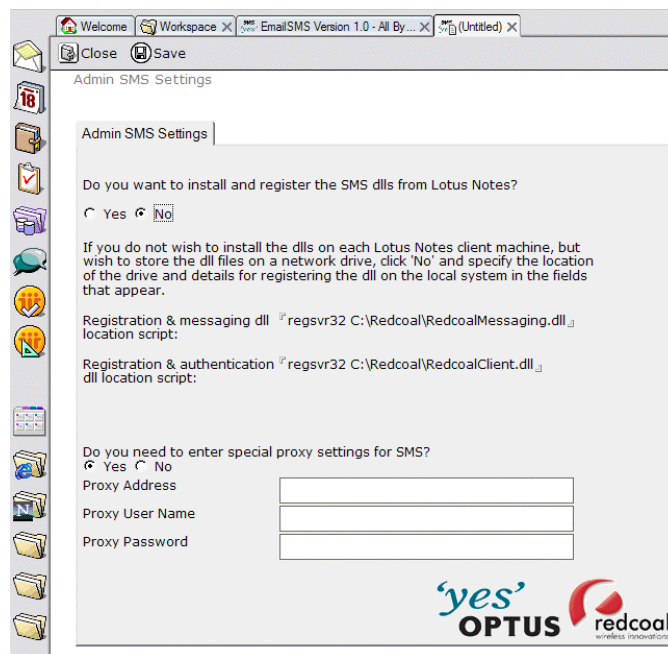 Welcome Workspace EmailSMS Version 1.0 - All By... (Untitled)
Close Save
Admin SMS Settings
Admin SMS Settings
Do you want to install and register the SMS dlls from Lotus Notes?
Yes No
If you do not wish to install the dlls on each Lotus Notes client machine, but
wish to store the dll files on a network drive, click 'No' and specify the location
of the drive and details for registering the dll on the local system in the fields
that appear.
Registration & messaging dll regsvr32 C:\Redcoal\RedcoalMessaging.dll
location script:
Registration & authentication regsvr32 C:\Redcoal\RedcoalClient.dll
dll location script:
Do you need to enter special proxy settings for SMS?
Yes No
Proxy Address
Proxy User Name
Proxy Password
'yes'
OPTUS
redcoal
wireless innovations
18
N